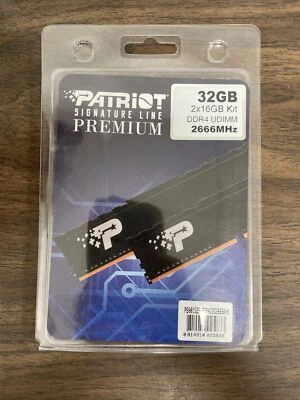 PATRIOT
SIGNATURE LINE
PREMIUM
32GB
2x16GB Kit
DDR4 UDIMM
2666MHz